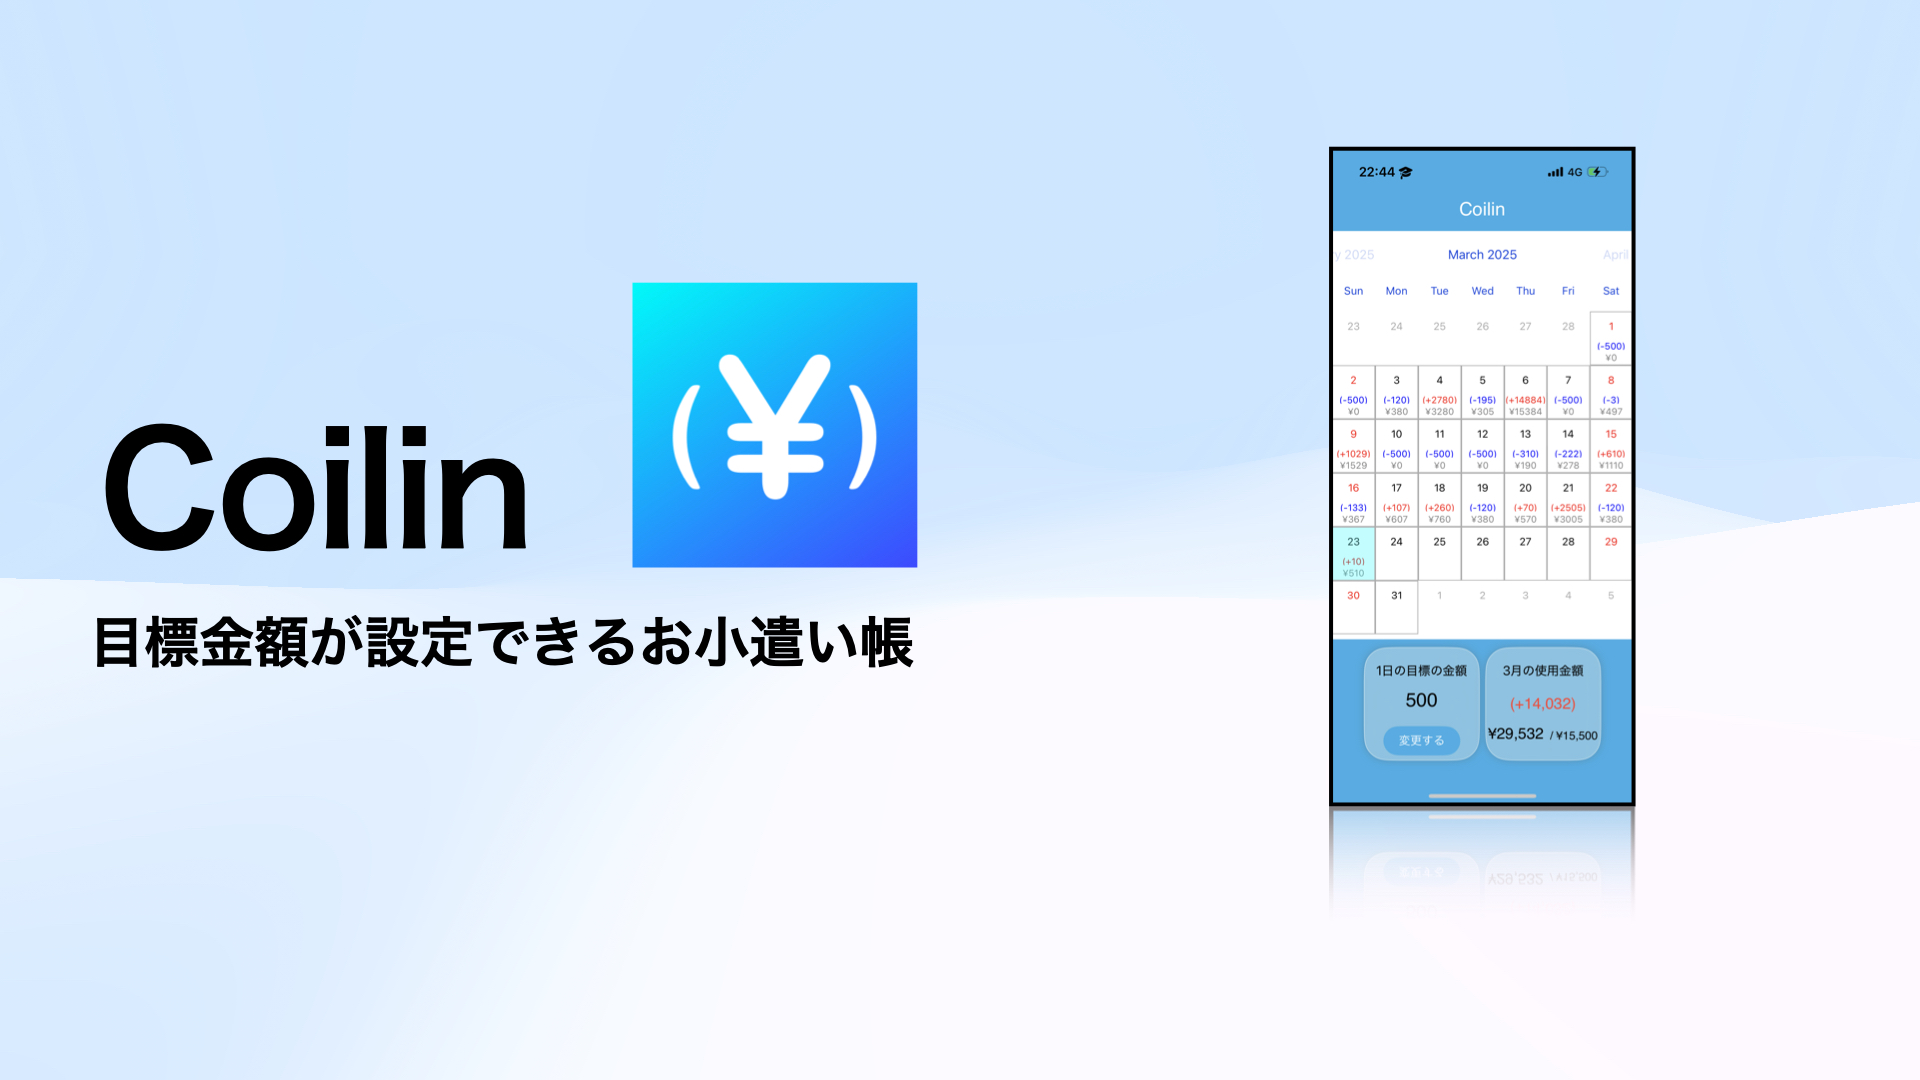 Coilin
(¥)
目標金額が設定できるお小遣い帳
22:44 4G
Coilin
y 2025 March 2025 April
Sun Mon Tue Wed Thu Fri Sat
23 24 25 26 27 28 1
(-500)
¥0
2 3 4 5 6 7 8
(-500) (-120) (+2780) (-195) (+14884) (-500) (-3)
¥0 ¥380 ¥3280 ¥305 ¥15384 ¥0 ¥497
9 10 11 12 13 14 15
(+1029) (-500) (-500) (-500) (-310) (-222) (+610)
¥1529 ¥0 ¥0 ¥0 ¥190 ¥278 ¥1110
16 17 18 19 20 21 22
(-133) (+107) (+260) (-120) (+70) (+2505) (-120)
¥367 ¥607 ¥760 ¥380 ¥570 ¥3005 ¥380
23 24 25 26 27 28 29
(+10)
¥510
30 31 1 2 3 4 5
1日の目標の金額 3月の使用金額
500 (+14,032)
変更する ¥29,532 / ¥15,500